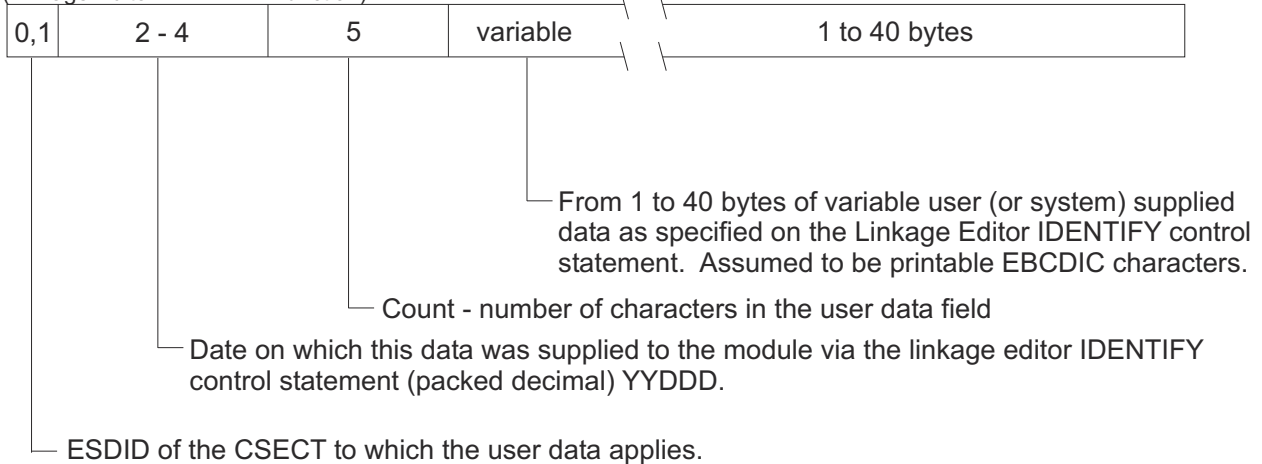 0,1 2 - 4 5 variable 1 to 40 bytes
From 1 to 40 bytes of variable user (or system) supplied
data as specified on the Linkage Editor IDENTIFY control
statement. Assumed to be printable EBCDIC characters.
Count - number of characters in the user data field
Date on which this data was supplied to the module via the linkage editor IDENTIFY
control statement (packed decimal) YYDDD.
ESDID of the CSECT to which the user data applies.